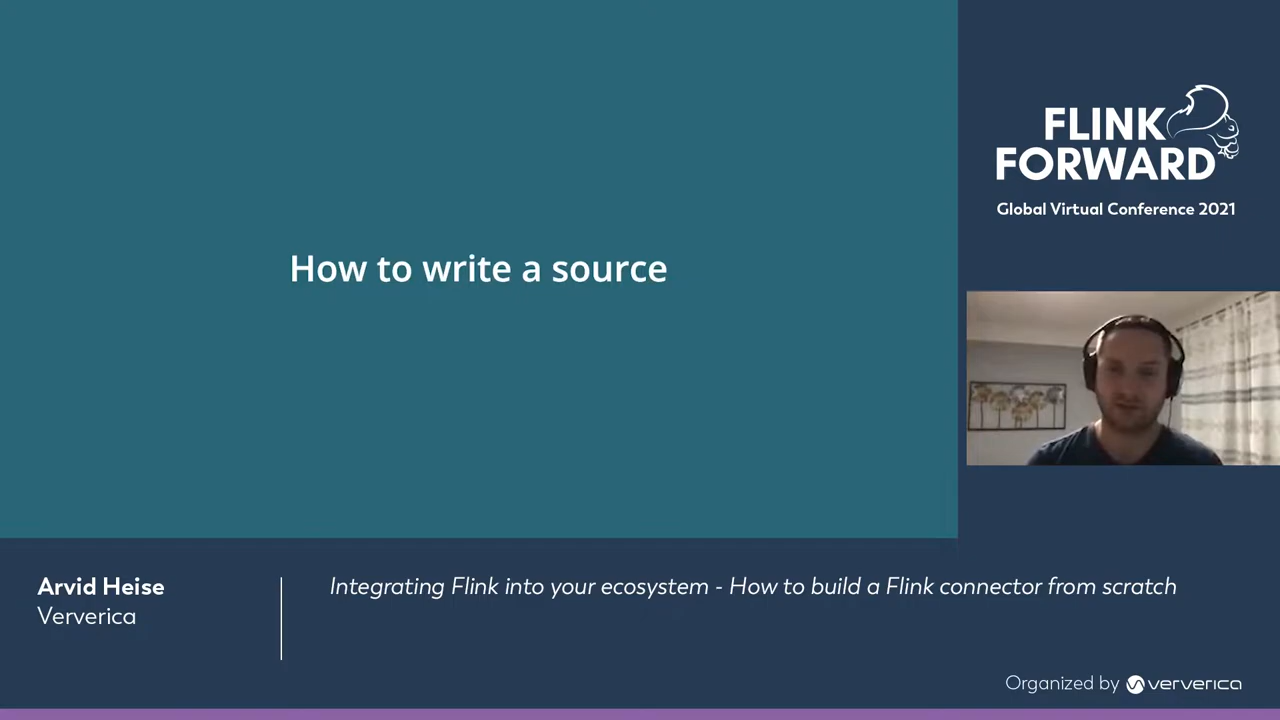 How to write a source
FLINK
FORWARD
Global Virtual Conference 2021
Arvid Heise
Ververica
Integrating Flink into your ecosystem - How to build a Flink connector from scratch
Organized by ververica